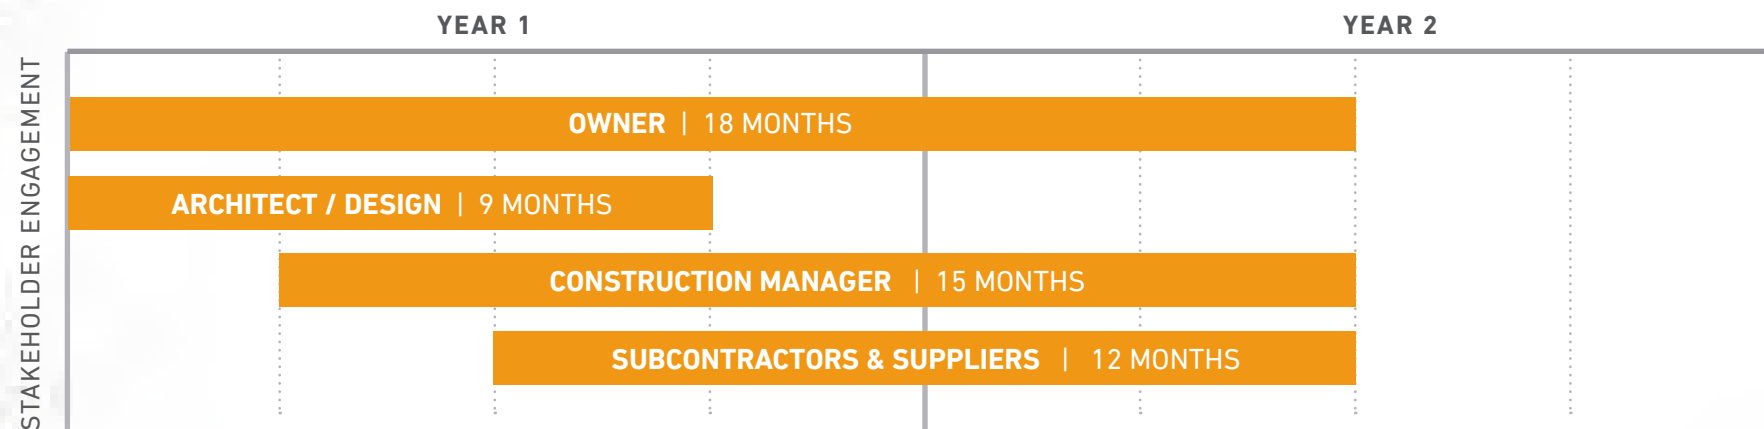 YEAR 1
YEAR 2
STAKEHOLDER ENGAGEMENT
OWNER | 18 MONTHS
ARCHITECT / DESIGN | 9 MONTHS
CONSTRUCTION MANAGER | 15 MONTHS
SUBCONTRACTORS & SUPPLIERS | 12 MONTHS